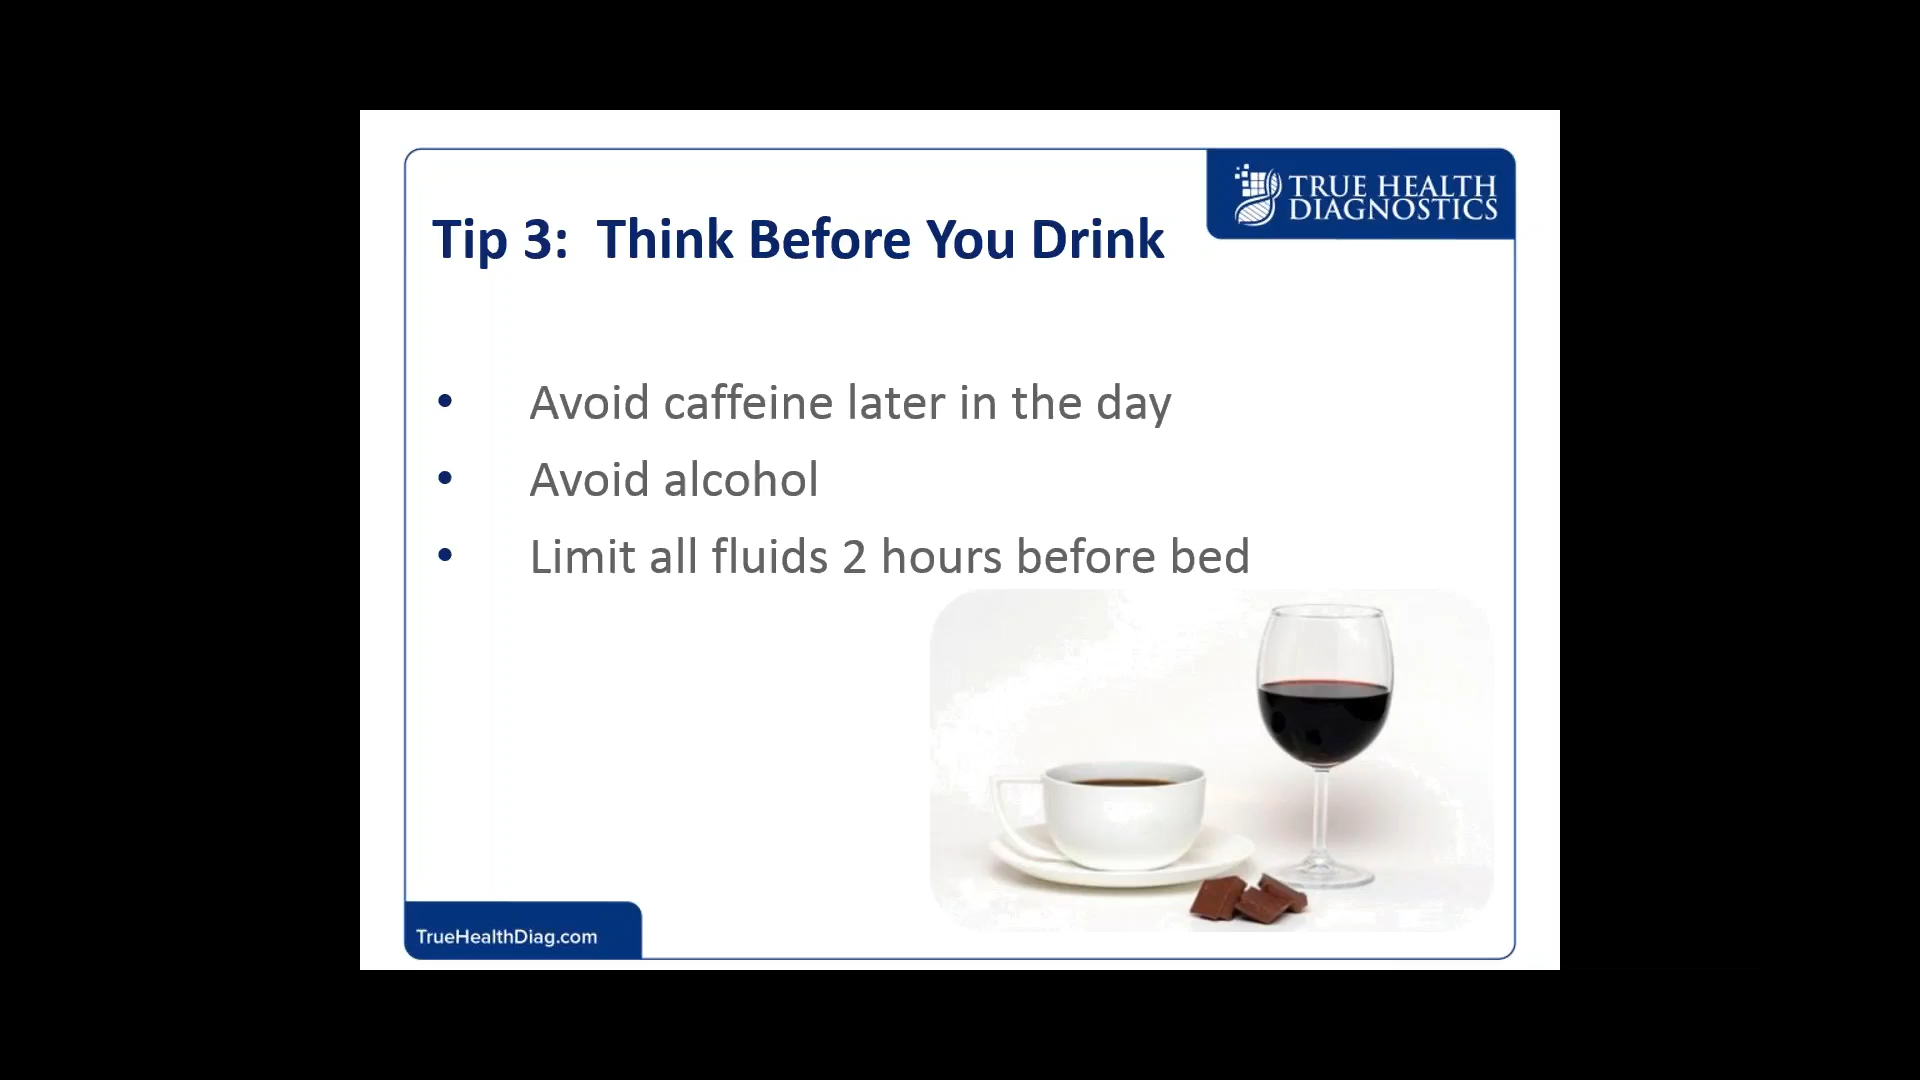 TRUE HEALTH
DIAGNOSTICS
Tip 3:  Think Before You Drink
• Avoid caffeine later in the day
• Avoid alcohol
• Limit all fluids 2 hours before bed
TrueHealthDiag.com